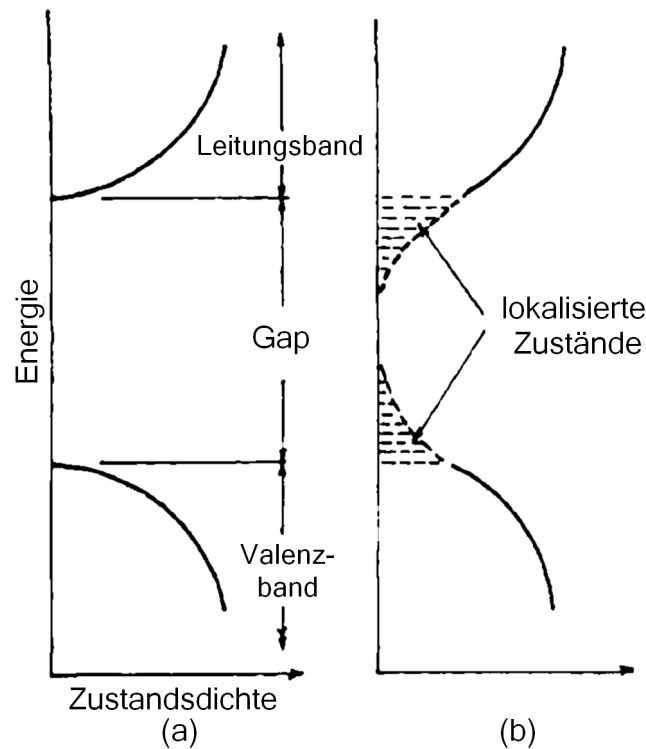 Leitungsband
Energie
Gap
lokalisierte
Zustände
Valenz-
band
Zustandsdichte
(a)
(b)